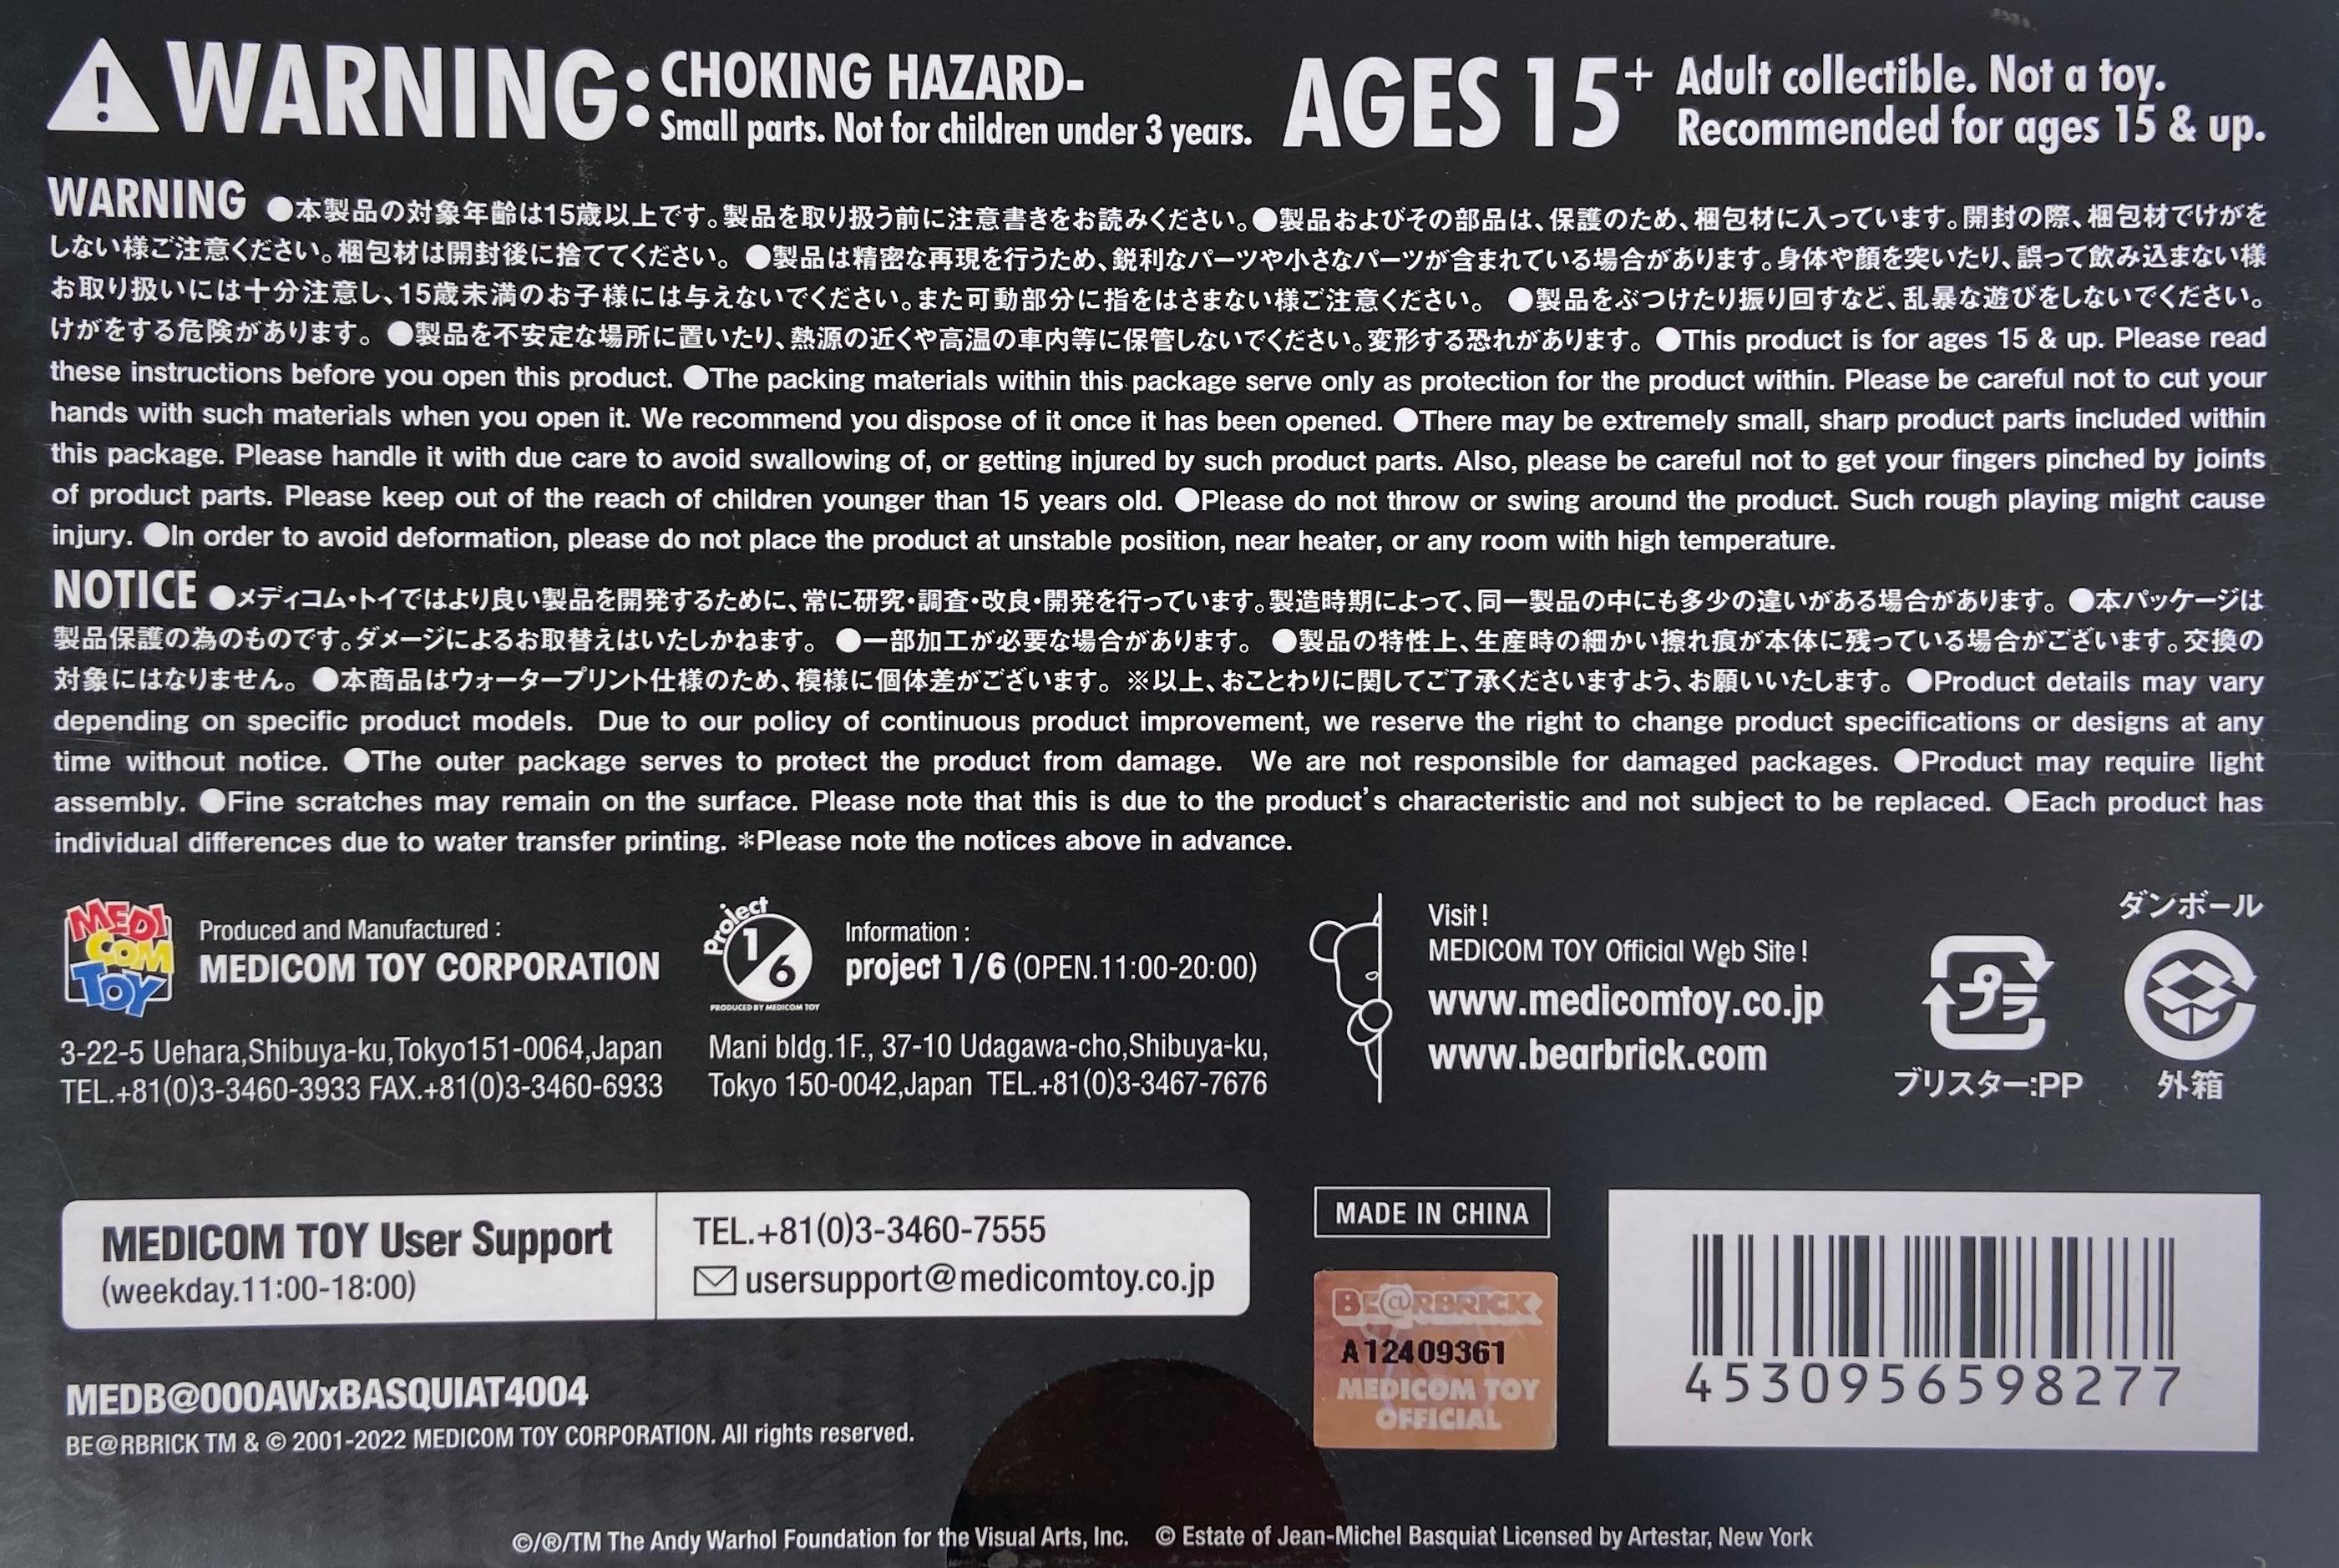 WARNING: CHOKING HAZARD-
Small parts. Not for children under 3 years.
AGES 15+ Adult collectible. Not a toy.
Recommended for ages 15 & up.
WARNING ●本製品の対象年齢は15歳以上です。製品を取り扱う前に注意書きをお読みください。●製品およびその部品は、保護のため、梱包材に入っています。開封の際、梱包材でけがを
しない様ご注意ください。梱包材は開封後に捨ててください。 ●製品は精密な再現を行うため、鋭利なパーツや小さなパーツが含まれている場合があります。身体や顔を突いたり、誤って飲み込まない様
お取り扱いには十分注意し、15歳未満のお子様には与えないでください。また可動部分に指をはさまない様ご注意ください。 ●製品をぶつけたり振り回すなど、乱暴な遊びをしないでください。
けがをする危険があります。 ●製品を不安定な場所に置いたり、熱源の近くや高温の車内等に保管しないでください。変形する恐れがあります。 ●This product is for ages 15 & up. Please read
these instructions before you open this product. ●The packing materials within this package serve only as protection for the product within. Please be careful not to cut your
hands with such materials when you open it. We recommend you dispose of it once it has been opened. ●There may be extremely small, sharp product parts included within
this package. Please handle it with due care to avoid swallowing of, or getting injured by such product parts. Also, please be careful not to get your fingers pinched by joints
of product parts. Please keep out of the reach of children younger than 15 years old. ●Please do not throw or swing around the product. Such rough playing might cause
injury. ●In order to avoid deformation, please do not place the product at unstable position, near heater, or any room with high temperature.
NOTICE ●メディコム・トイではより良い製品を開発するために、常に研究・調査・改良・開発を行っています。製造時期によって、同一製品の中にも多少の違いがある場合があります。 ●本パッケージは
製品保護の為のものです。ダメージによるお取替えはいたしかねます。 ●一部加工が必要な場合があります。 ●製品の特性上、生産時の細かい擦れ痕が本体に残っている場合がございます。交換の
対象にはなりません。 ●本商品はウォータープリント仕様のため、模様に個体差がございます。 ※以上、おことわりに関してご了承くださいますよう、お願いいたします。 ●Product details may vary
depending on specific product models. Due to our policy of continuous product improvement, we reserve the right to change product specifications or designs at any
time without notice. ●The outer package serves to protect the product from damage. We are not responsible for damaged packages. ●Product may require light
assembly. ●Fine scratches may remain on the surface. Please note that this is due to the product's characteristic and not subject to be replaced. ●Each product has
individual differences due to water transfer printing. *Please note the notices above in advance.
MEDI
COM
TOY
Produced and Manufactured :
MEDICOM TOY CORPORATION
3-22-5 Uehara,Shibuya-ku,Tokyo151-0064,Japan
TEL.+81(0)3-3460-3933 FAX.+81(0)3-3460-6933
Project
1/6
PRODUCED BY MEDICOM TOY
Information :
project 1/6 (OPEN.11:00-20:00)
Mani bldg.1F., 37-10 Udagawa-cho,Shibuya-ku,
Tokyo 150-0042,Japan TEL.+81(0)3-3467-7676
Visit !
MEDICOM TOY Official Web Site !
www.medicomtoy.co.jp
www.bearbrick.com
プラ
ブリスター:PP
ダンボール
外箱
MEDICOM TOY User Support
(weekday.11:00-18:00)
TEL.+81(0)3-3460-7555
usersupport@medicomtoy.co.jp
MADE IN CHINA
BE@RBRICK
A12409361
MEDICOM TOY
OFFICIAL
4530956598277
MEDB@000AWxBASQUIAT4004
BE@RBRICK TM & © 2001-2022 MEDICOM TOY CORPORATION. All rights reserved.
©/®/TM The Andy Warhol Foundation for the Visual Arts, Inc. © Estate of Jean-Michel Basquiat Licensed by Artestar, New York